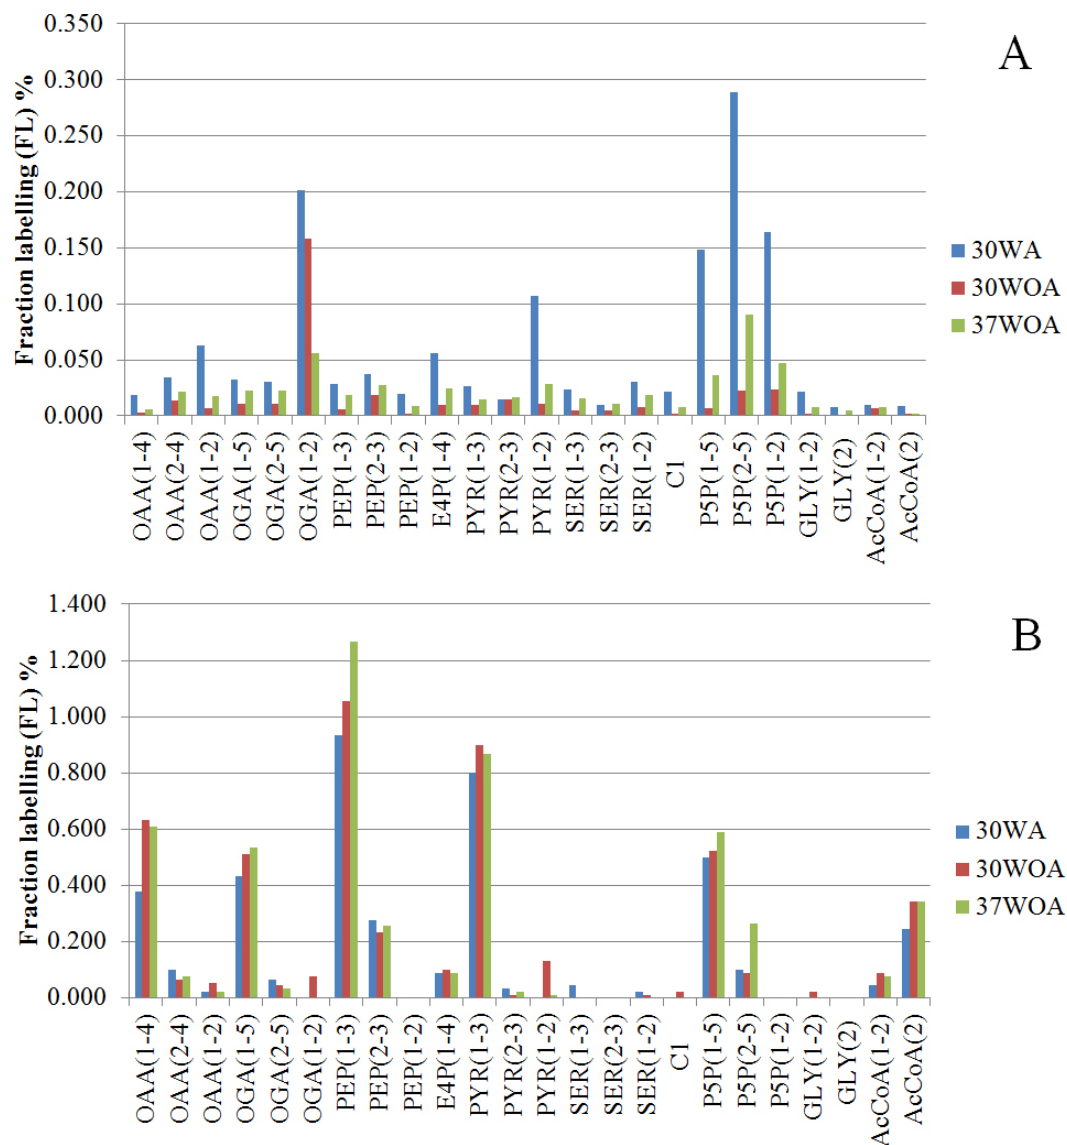 A
Fraction labelling (FL) %
0.350
0.300
0.250
0.200
0.150
0.100
0.050
0.000
OAA(1-4)
OAA(2-4)
OAA(1-2)
OGA(1-5)
OGA(2-5)
OGA(1-2)
PEP(1-3)
PEP(2-3)
PEP(1-2)
E4P(1-4)
PYR(1-3)
PYR(2-3)
PYR(1-2)
SER(1-3)
SER(2-3)
SER(1-2)
C1
P5P(1-5)
P5P(2-5)
P5P(1-2)
GLY(1-2)
GLY(2)
AcCoA(1-2)
AcCoA(2)
30WA
30WOA
37WOA
B
Fraction labelling (FL) %
1.400
1.200
1.000
0.800
0.600
0.400
0.200
0.000
OAA(1-4)
OAA(2-4)
OAA(1-2)
OGA(1-5)
OGA(2-5)
OGA(1-2)
PEP(1-3)
PEP(2-3)
PEP(1-2)
E4P(1-4)
PYR(1-3)
PYR(2-3)
PYR(1-2)
SER(1-3)
SER(2-3)
SER(1-2)
C1
P5P(1-5)
P5P(2-5)
P5P(1-2)
GLY(1-2)
GLY(2)
AcCoA(1-2)
AcCoA(2)
30WA
30WOA
37WOA